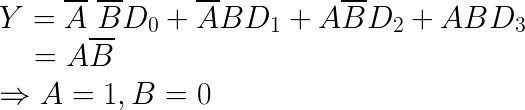 Y = A̅ B̅D₀ + A̅BD₁ + AB̅D₂ + ABD₃
= AB̅
⇒ A = 1, B = 0